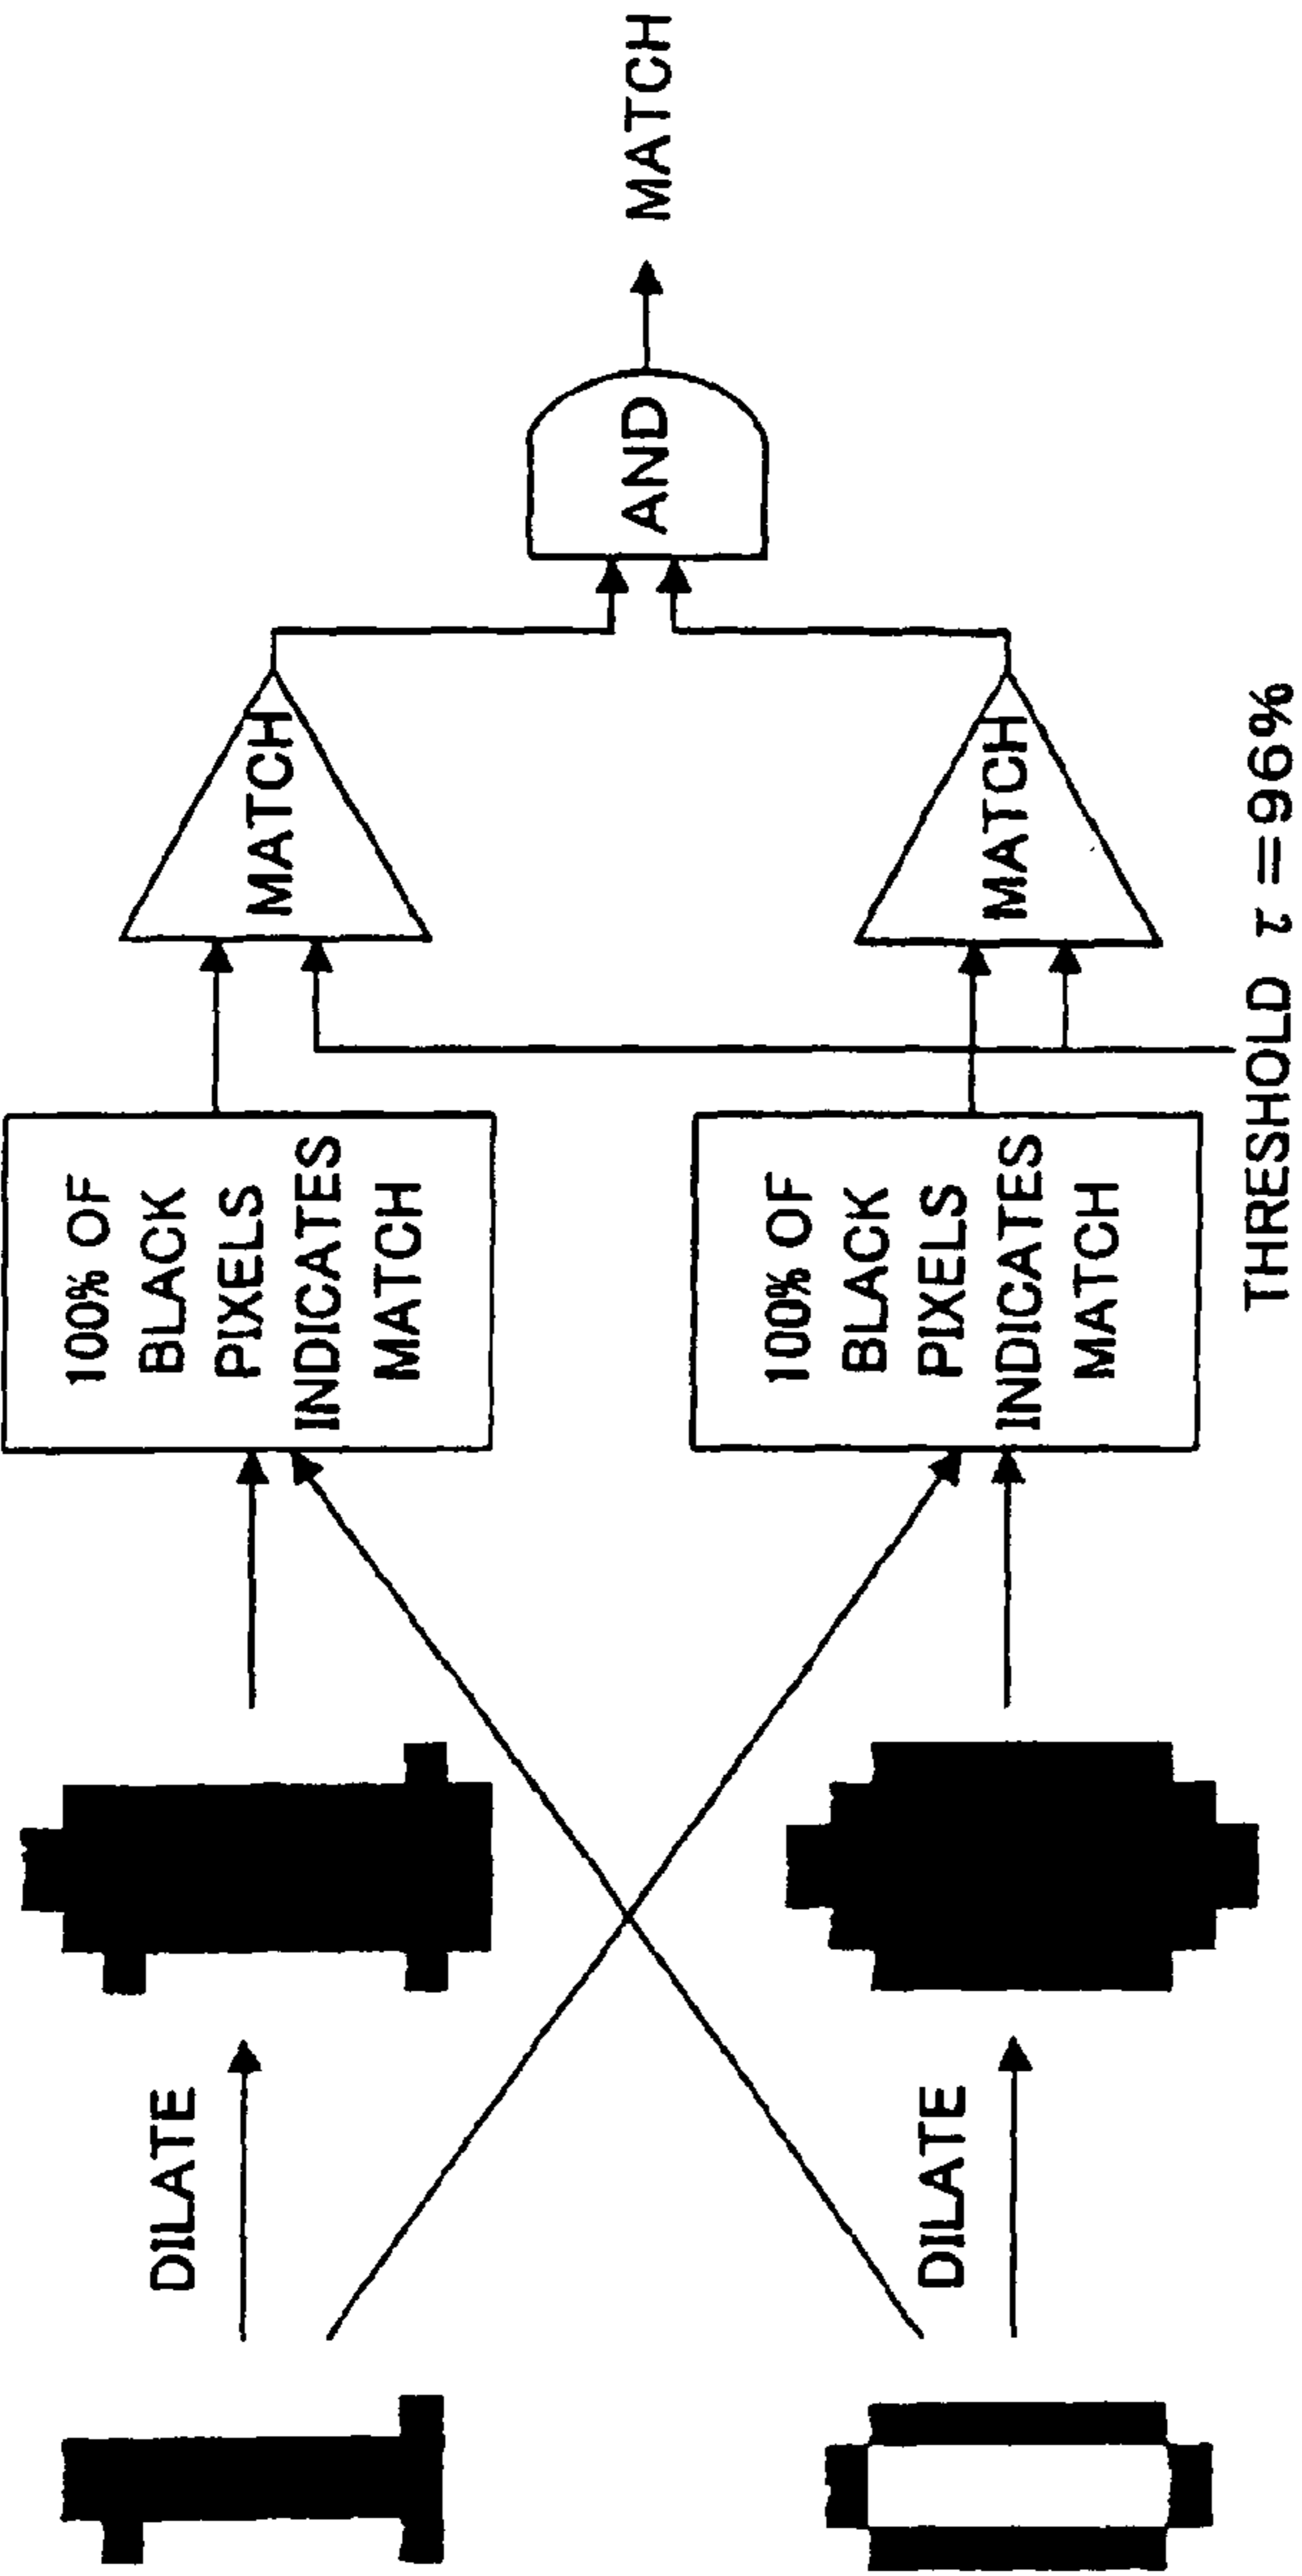 DILATE
100% OF
BLACK
PIXELS
INDICATES
MATCH
MATCH
AND
MATCH
DILATE
100% OF
BLACK
PIXELS
INDICATES
MATCH
MATCH
THRESHOLD τ =96%